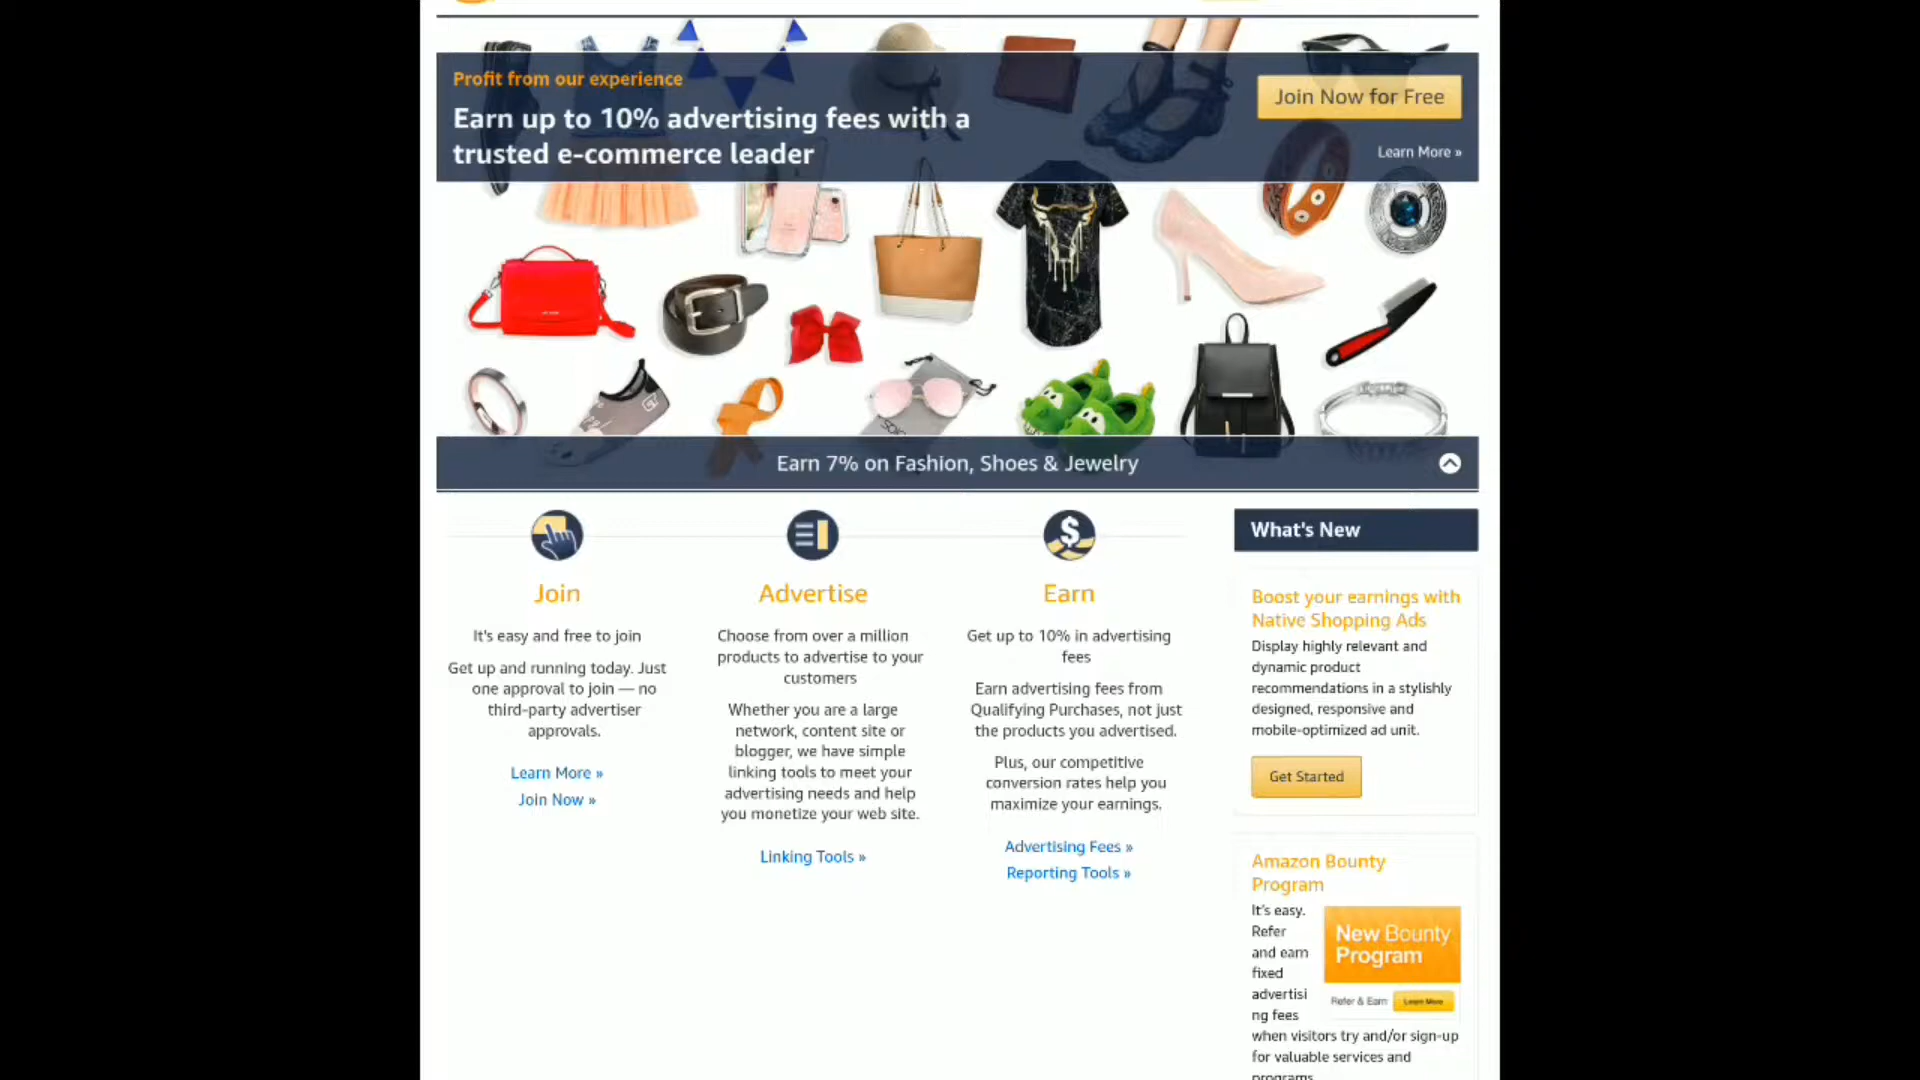 Profit from our experience
Earn up to 10% advertising fees with a
trusted e-commerce leader
Join Now for Free
Learn More »
Earn 7% on Fashion, Shoes & Jewelry
Join
It's easy and free to join
Get up and running today. Just
one approval to join — no
third-party advertiser
approvals.
Learn More »
Join Now »
Advertise
Choose from over a million
products to advertise to your
customers
Whether you are a large
network, content site or
blogger, we have simple
linking tools to meet your
advertising needs and help
you monetize your web site.
Linking Tools »
Earn
Get up to 10% in advertising
fees
Earn advertising fees from
Qualifying Purchases, not just
the products you advertised.
Plus, our competitive
conversion rates help you
maximize your earnings.
Advertising Fees »
Reporting Tools »
What's New
Boost your earnings with
Native Shopping Ads
Display highly relevant and
dynamic product
recommendations in a stylishly
designed, responsive and
mobile-optimized ad unit.
Get Started
Amazon Bounty
Program
It's easy.
Refer
and earn
fixed
advertisi
ng fees
when visitors try and/or sign-up
for valuable services and
programs
New Bounty
Program
Refer & Earn
Learn More